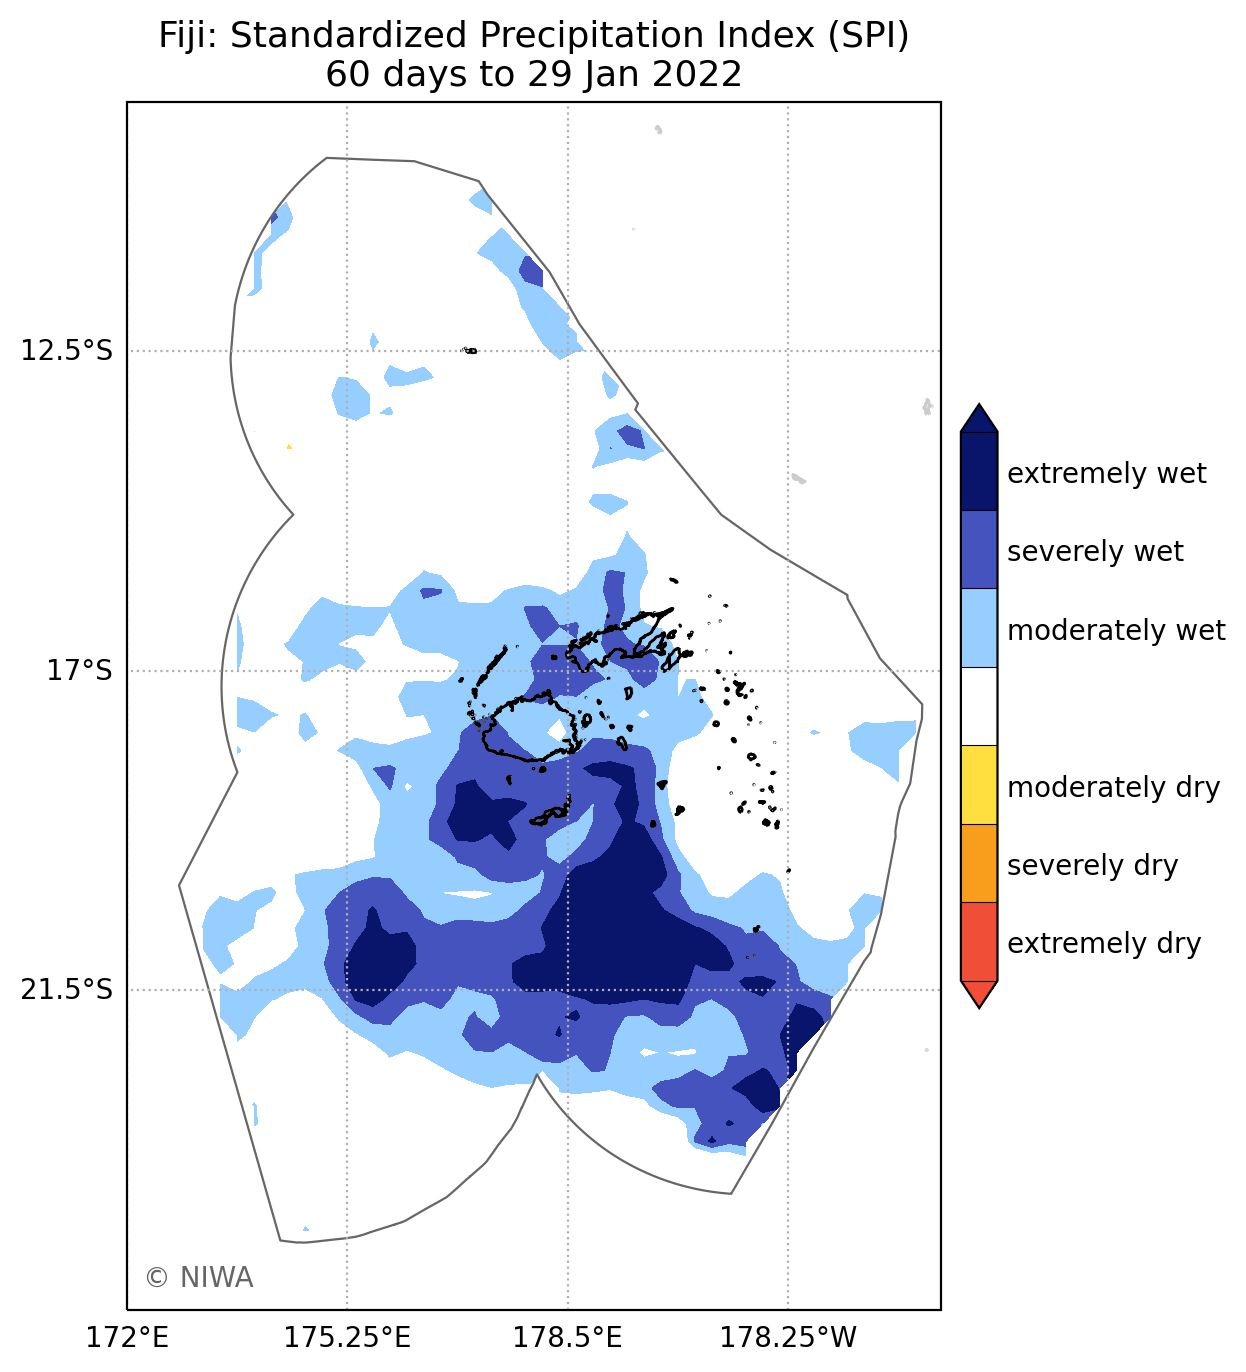 Fiji: Standardized Precipitation Index (SPI)
60 days to 29 Jan 2022
12.5°S
17°S
21.5°S
172°E
175.25°E
178.5°E
178.25°W
extremely wet
severely wet
moderately wet
moderately dry
severely dry
extremely dry
© NIWA